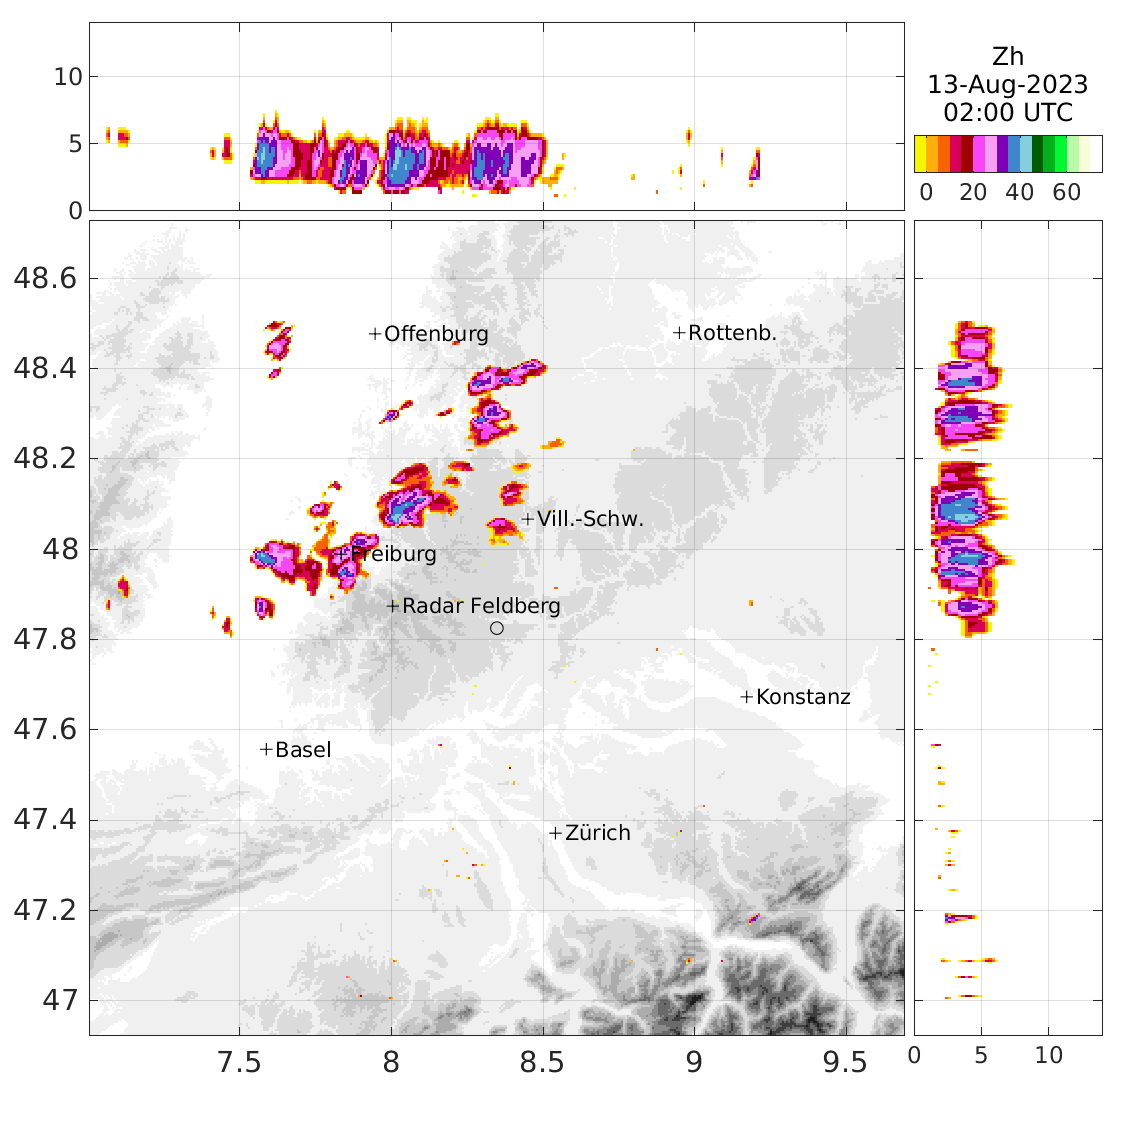 10
5
0
Zh
13-Aug-2023
02:00 UTC
0 20 40 60
48.6
48.4
48.2
48
47.8
47.6
47.4
47.2
47
+Offenburg
+Rottenb.
+Vill.-Schw.
+Freiburg
+Radar Feldberg
+Konstanz
+Basel
+Zürich
7.5 8 8.5 9 9.5
0 5 10